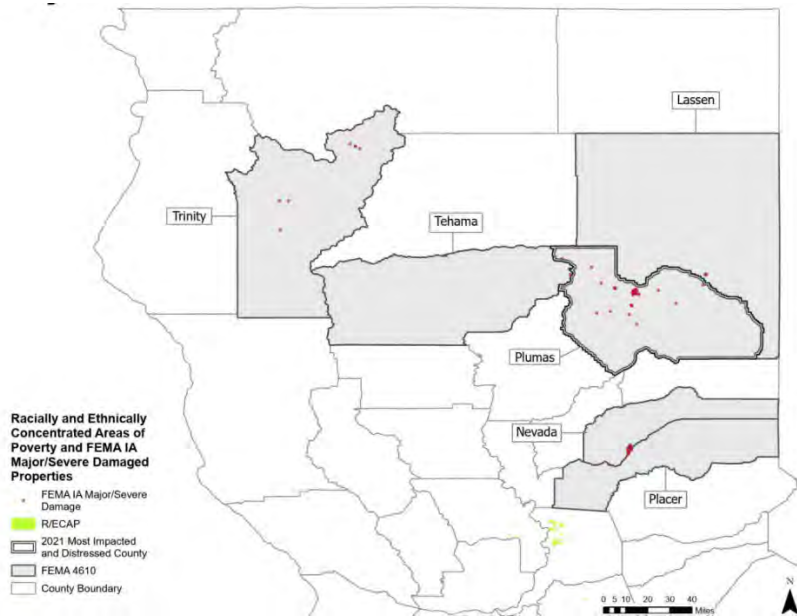 Lassen
Trinity
Tehama
Plumas
Nevada
Placer
Racially and Ethnically
Concentrated Areas of
Poverty and FEMA IA
Major/Severe Damaged
Properties
FEMA IA Major/Severe
Damage
R/ECAP
2021 Most Impacted
and Distressed County
FEMA 4610
County Boundary
N
0 5 10 20 30 40
Miles